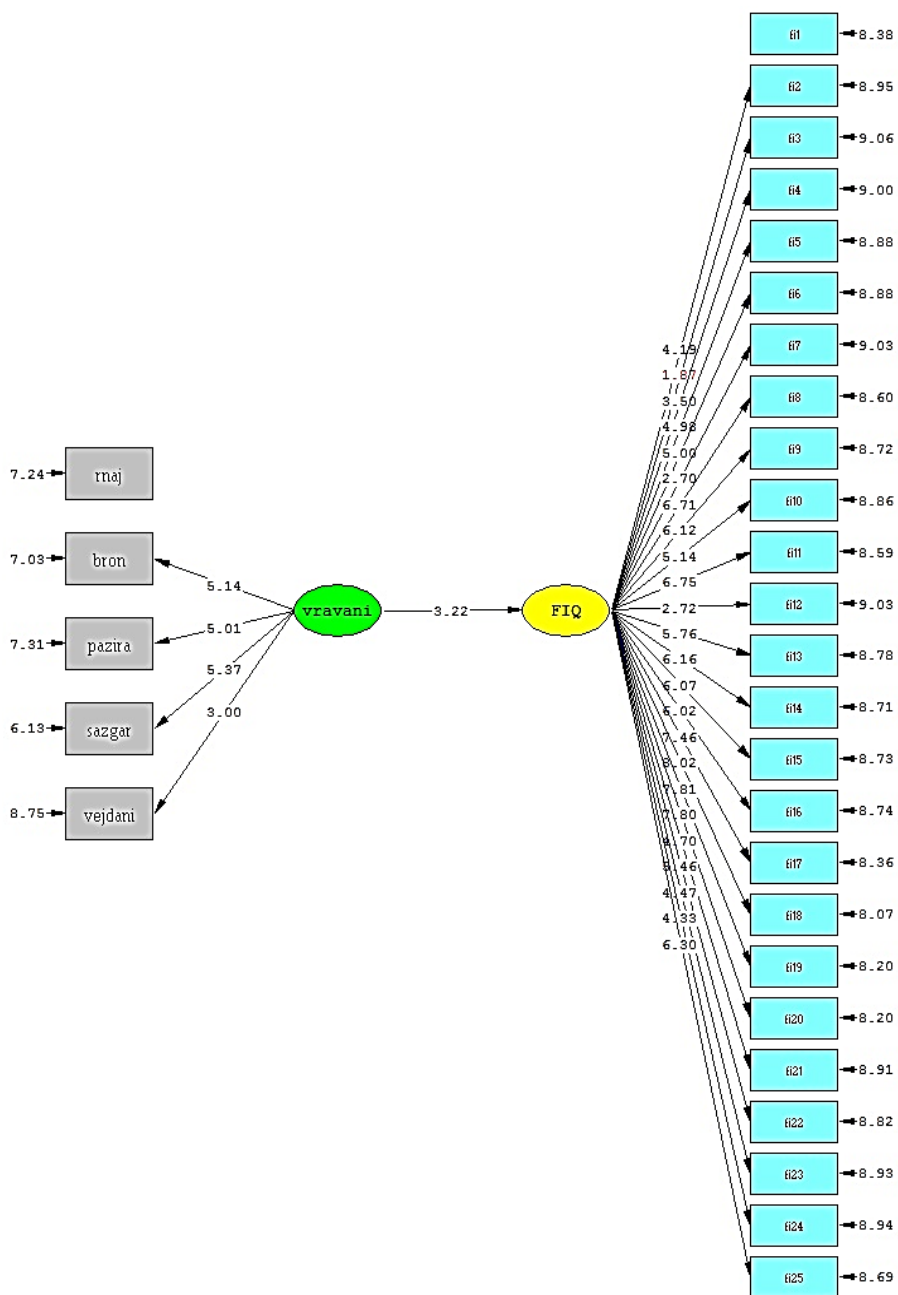 fi1 8.38
fi2 8.95
fi3 9.06
fi4 9.00
fi5 8.88
fi6 8.88
fi7 9.03
fi8 8.60
fi9 8.72
fi10 8.86
fi11 8.59
fi12 9.03
fi13 8.78
fi14 8.71
fi15 8.73
fi16 8.74
fi17 8.36
fi18 8.07
fi19 8.20
fi20 8.20
fi21 8.91
fi22 8.82
fi23 8.93
fi24 8.94
fi25 8.69
4.19
1.87
3.50
4.98
5.00
2.70
6.71
6.12
5.14
6.75
2.72
5.76
6.16
6.07
6.02
7.46
8.02
7.81
7.80
4.70
5.46
4.47
4.33
6.30
7.24 rnaj
7.03 bron
7.31 pazira
6.13 sazgar
8.75 vejdani
5.14
5.01
5.37
3.00
vravani 3.22 FIQ